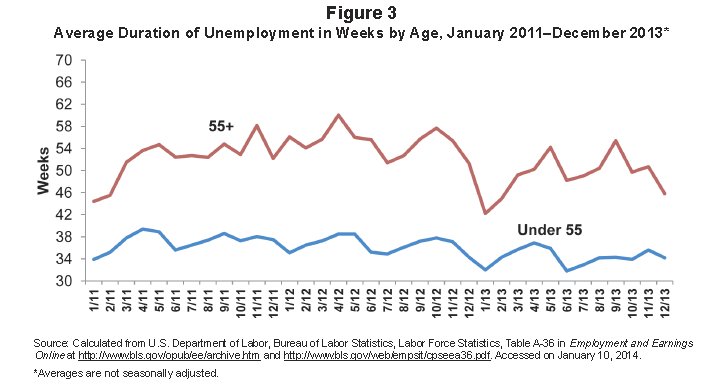 Figure 3
Average Duration of Unemployment in Weeks by Age, January 2011–December 2013*
70
66
62
58
54
50
46
42
38
34
30
Weeks
55+
Under 55
1/11 2/11 3/11 4/11 5/11 6/11 7/11 8/11 9/11 10/11 11/11 12/11 1/12 2/12 3/12 4/12 5/12 6/12 7/12 8/12 9/12 10/12 11/12 12/12 1/13 2/13 3/13 4/13 5/13 6/13 7/13 8/13 9/13 10/13 11/13 12/13
Source: Calculated from U.S. Department of Labor, Bureau of Labor Statistics, Labor Force Statistics, Table A-36 in Employment and Earnings
Online at http://www.bls.gov/opub/ee/archive.htm and http://www.bls.gov/web/empsit/cpseea36.pdf. Accessed on January 10, 2014.
*Averages are not seasonally adjusted.